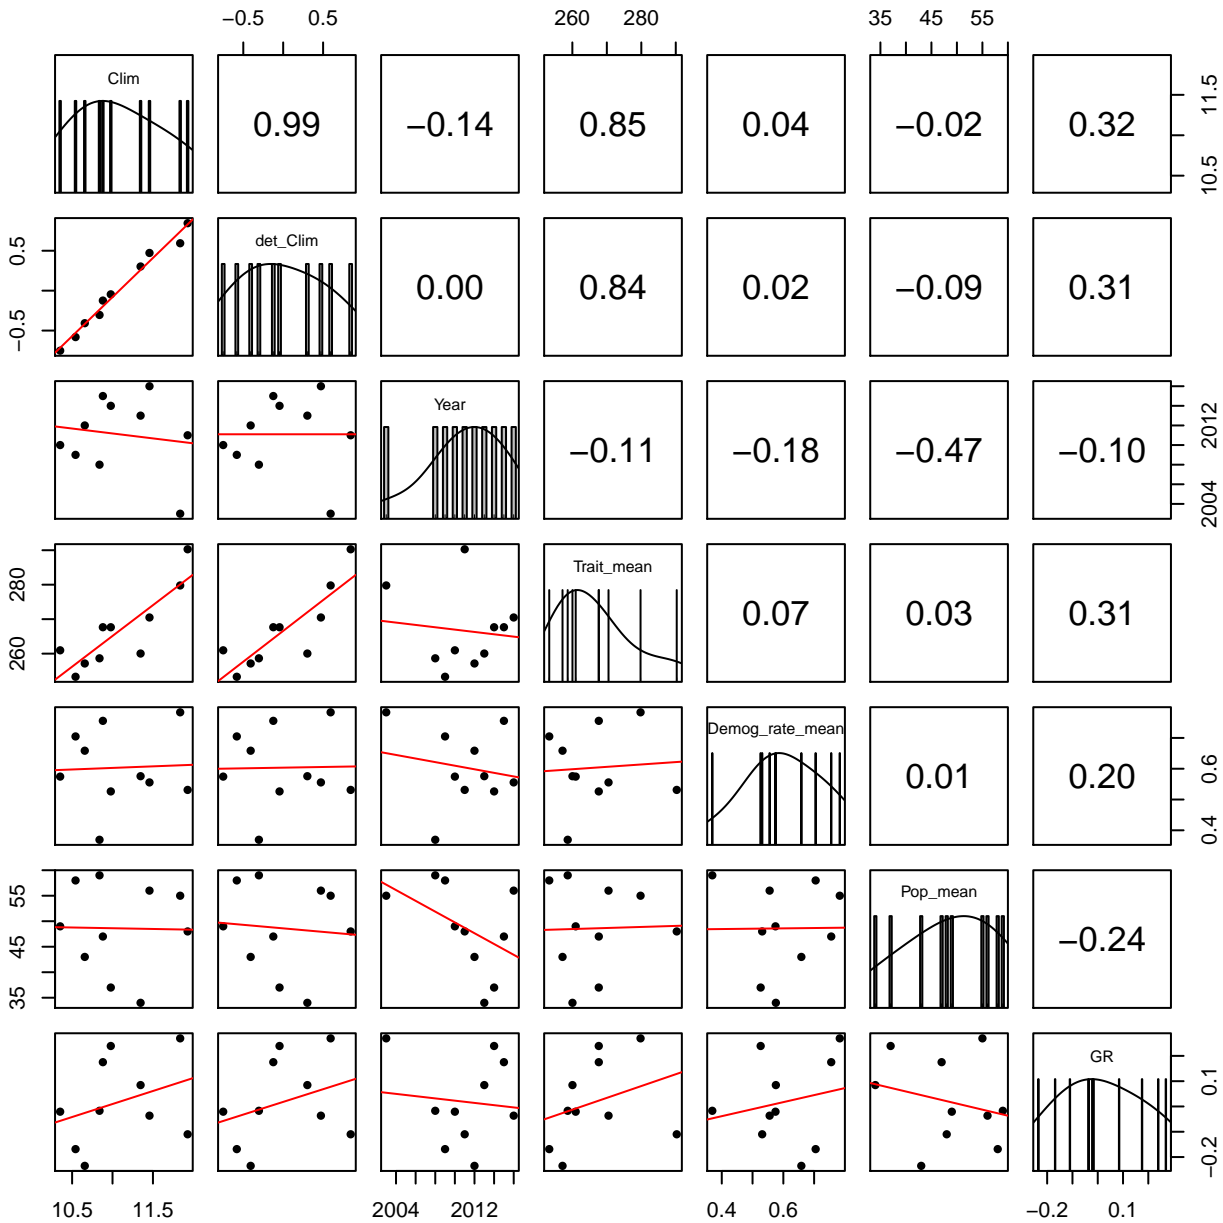 −0.5 0.5 260 280 35 45 55
Clim 0.99 −0.14 0.85 0.04 −0.02 0.32 10.5 11.5
−0.5 0.5 det_Clim 0.00 0.84 0.02 −0.09 0.31
Year −0.11 −0.18 −0.47 −0.10 2004 2012
260 280 Trait_mean 0.07 0.03 0.31
Demog_rate_mean 0.01 0.20 0.4 0.6
35 45 55 Pop_mean −0.24
GR −0.2 0.1
10.5 11.5 2004 2012 0.4 0.6 −0.2 0.1